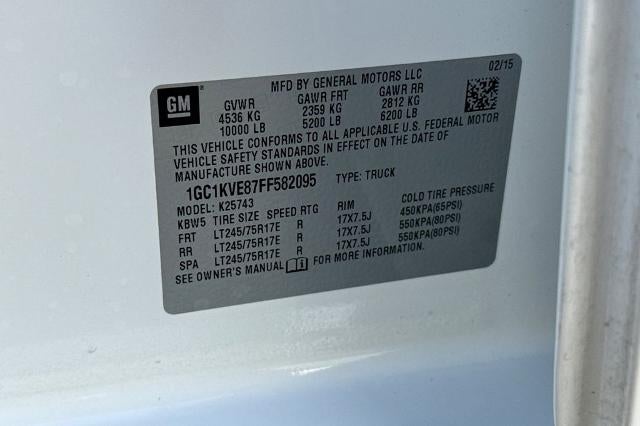 GM
MFD BY GENERAL MOTORS LLC 02/15
GVWR GAWR FRT GAWR RR
4536 KG 2359 KG 2812 KG
10000 LB 5200 LB 6200 LB
THIS VEHICLE CONFORMS TO ALL APPLICABLE U.S. FEDERAL MOTOR
VEHICLE SAFETY STANDARDS IN EFFECT ON THE DATE OF
MANUFACTURE SHOWN ABOVE.
1GC1KVE87FF582095 TYPE: TRUCK
MODEL: K25743
KBW5 TIRE SIZE SPEED RTG RIM COLD TIRE PRESSURE
FRT LT245/75R17E R 17X7.5J 450KPA(65PSI)
RR LT245/75R17E R 17X7.5J 550KPA(80PSI)
SPA LT245/75R17E R 17X7.5J 550KPA(80PSI)
SEE OWNER'S MANUAL FOR MORE INFORMATION.